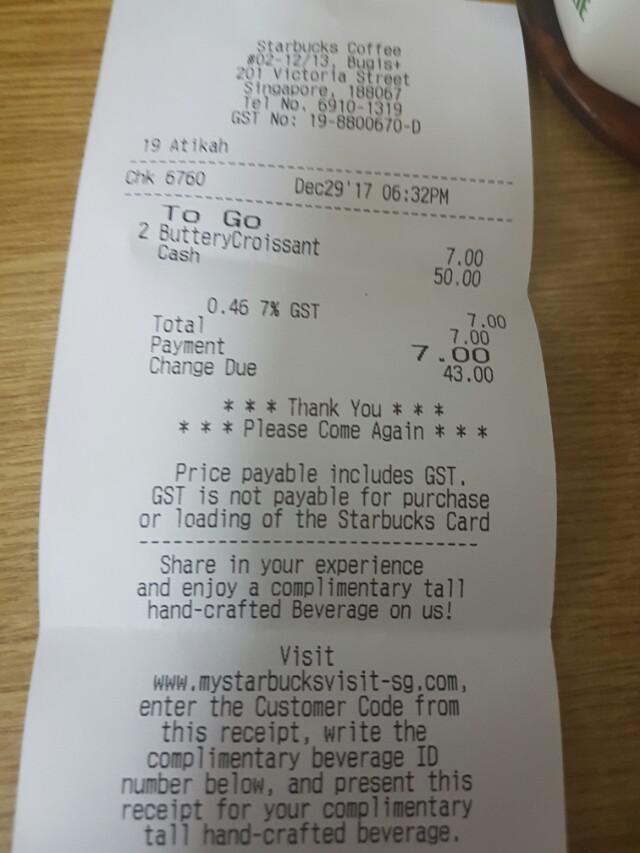 Starbucks Coffee
#02-12/13, Bugis+
201 Victoria Street
Singapore, 188067
Tel No. 6910-1319
GST No: 19-8800670-D
19 Atikah
Chk 6760 Dec29'17 06:32PM
To Go
2 ButteryCroissant 7.00
Cash 50.00
0.46 7% GST 7.00
Total 7.00
Payment 7.00
Change Due 43.00
* * * Thank You * * *
* * * Please Come Again * * *
Price payable includes GST.
GST is not payable for purchase
or loading of the Starbucks Card
Share in your experience
and enjoy a complimentary tall
hand-crafted Beverage on us!
Visit
www.mystarbucksvisit-sg.com,
enter the Customer Code from
this receipt, write the
complimentary beverage ID
number below, and present this
receipt for your complimentary
tall hand-crafted beverage.